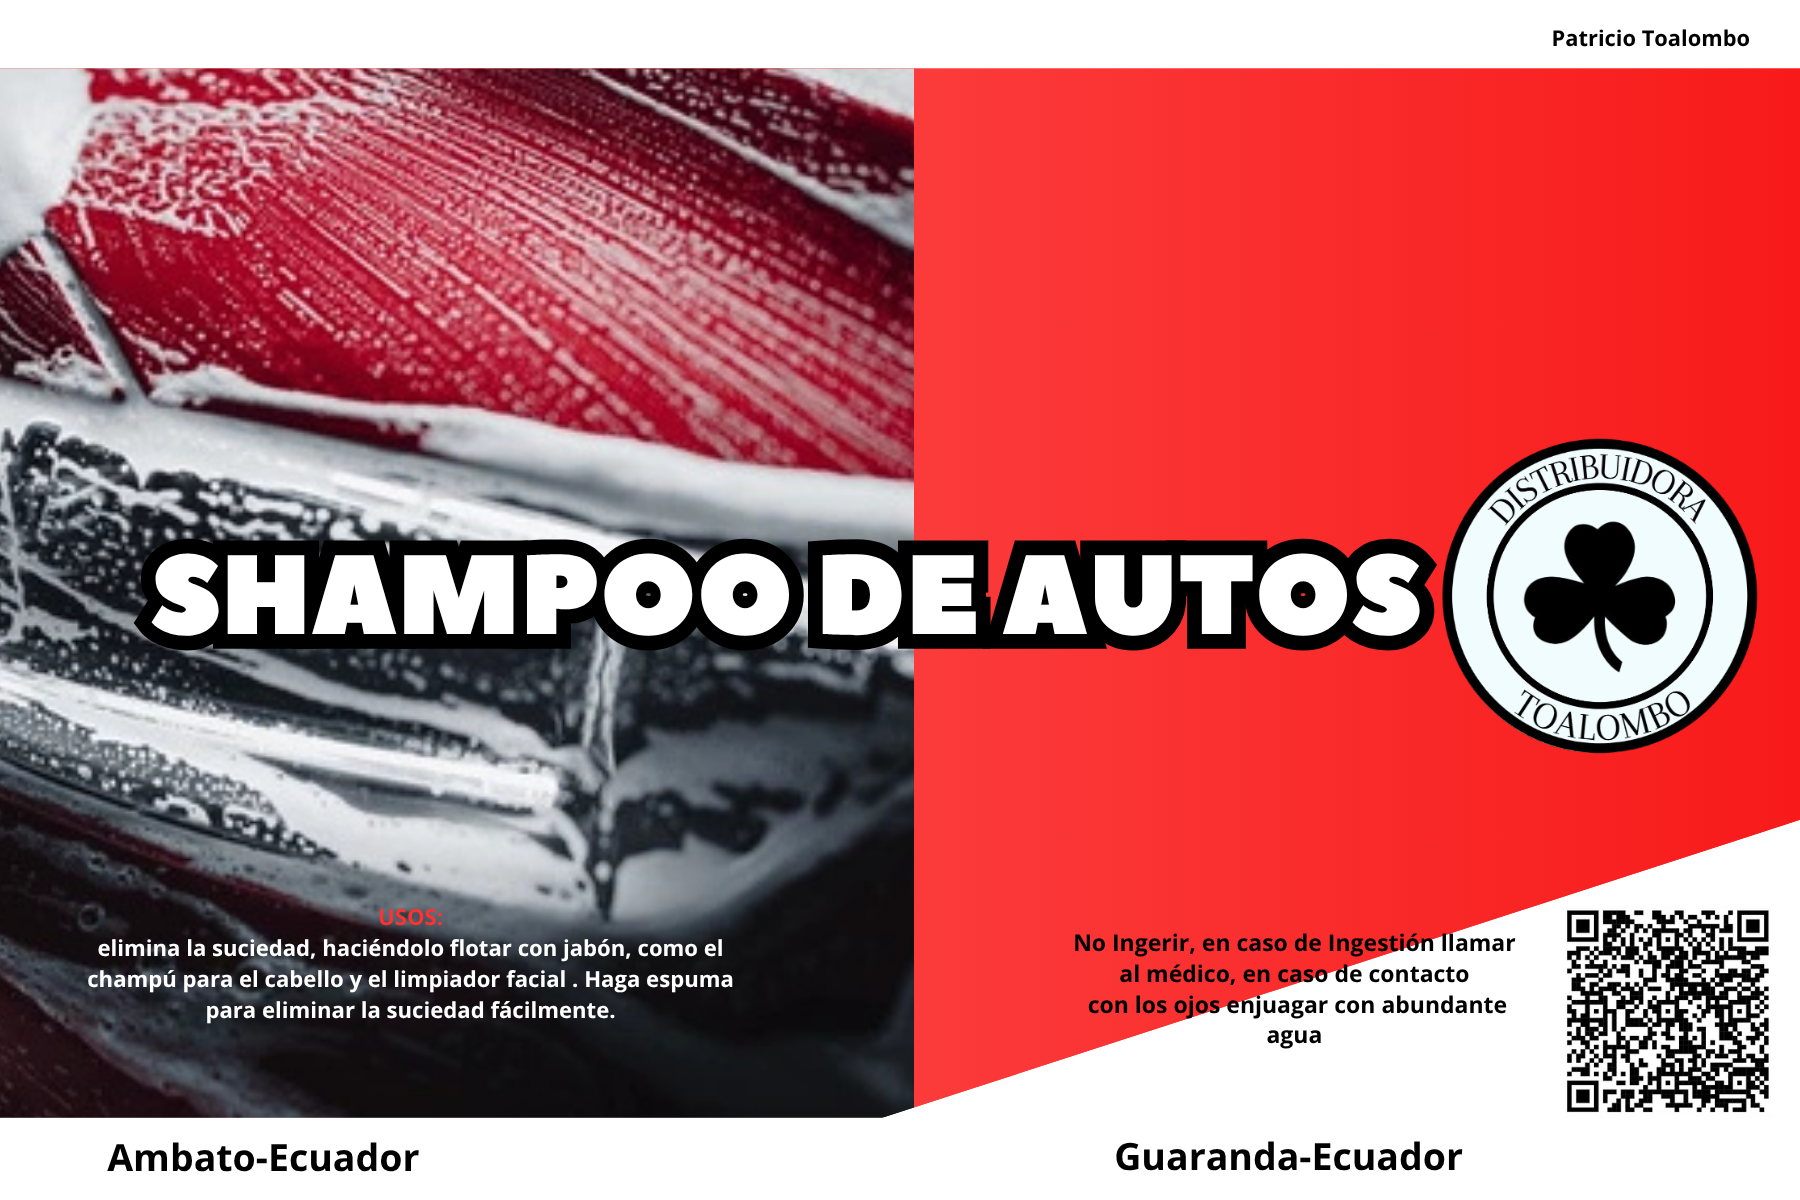 Patricio Toalombo
DISTRIBUIDORA
SHAMPOO DE AUTOS
TOALOMBO
USOS:
elimina la suciedad, haciéndolo flotar con jabón, como el
champú para el cabello y el limpiador facial . Haga espuma
para eliminar la suciedad fácilmente.
No Ingerir, en caso de Ingestión llamar
al médico, en caso de contacto
con los ojos enjuagar con abundante
agua
Ambato-Ecuador
Guaranda-Ecuador